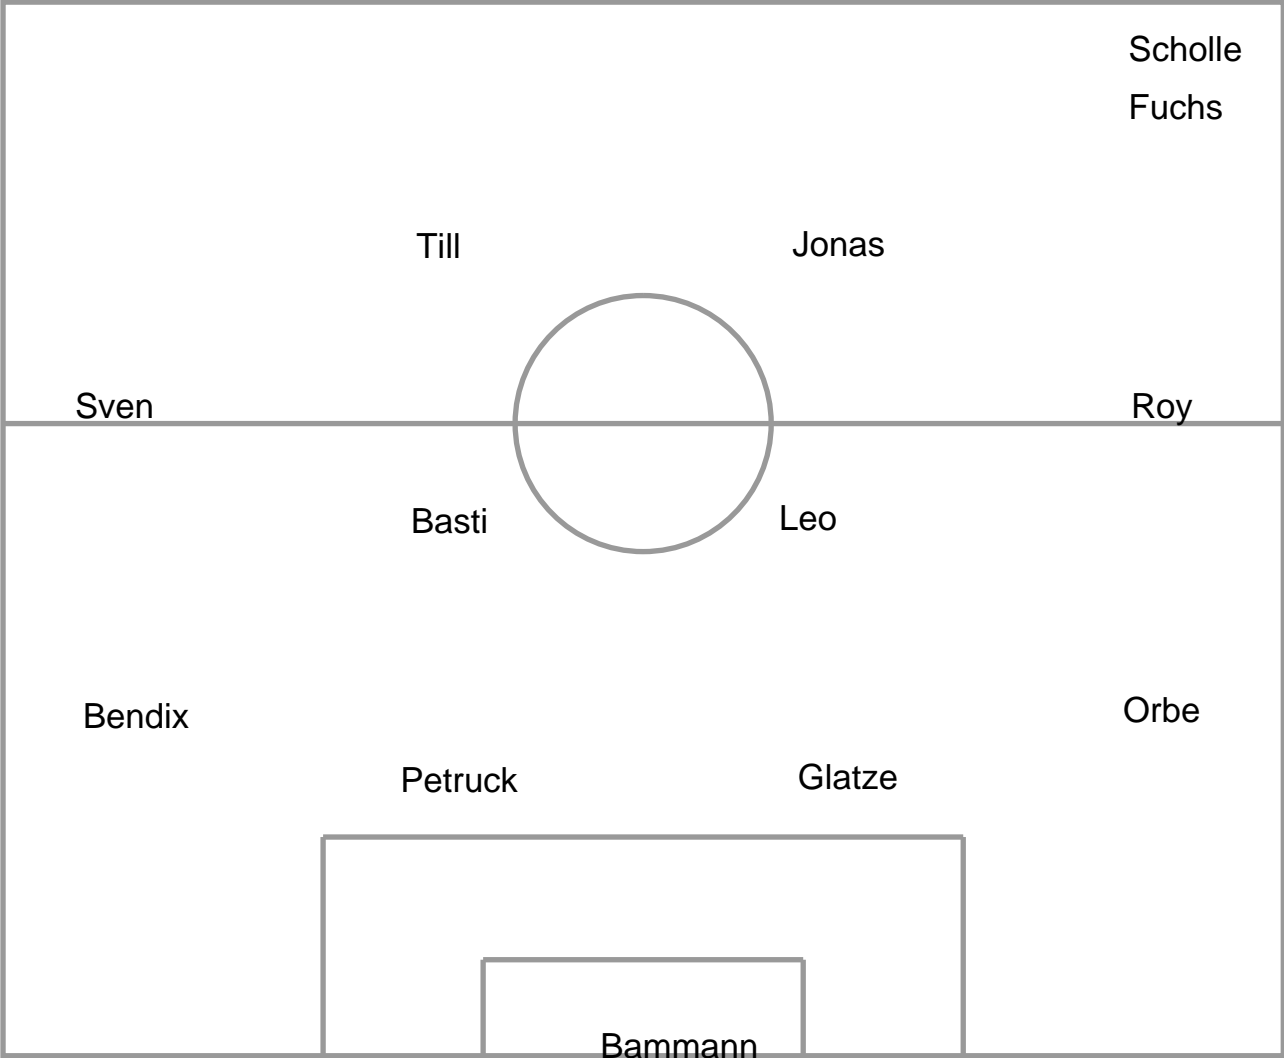 Scholle
Fuchs
Till
Jonas
Sven
Roy
Basti
Leo
Bendix
Orbe
Petruck
Glatze
Bammann